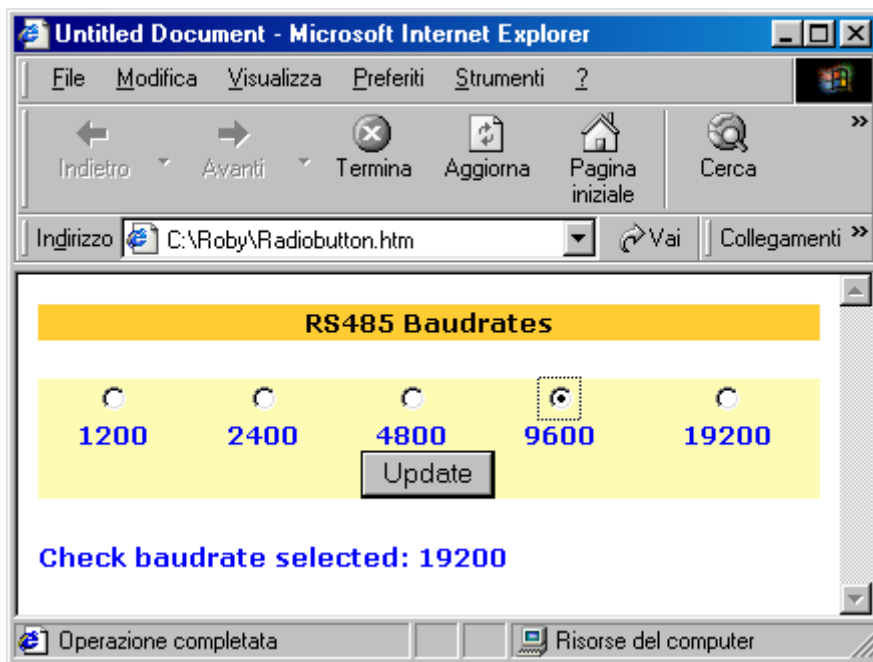 Untitled Document - Microsoft Internet Explorer
File Modifica Visualizza Preferiti Strumenti ?
Indietro Avanti Termina Aggiorna Pagina iniziale Cerca »
Indirizzo C:\Roby\Radiobutton.htm Vai Collegamenti »
RS485 Baudrates
1200 2400 4800 9600 19200
Update
Check baudrate selected: 19200
Operazione completata Risorse del computer